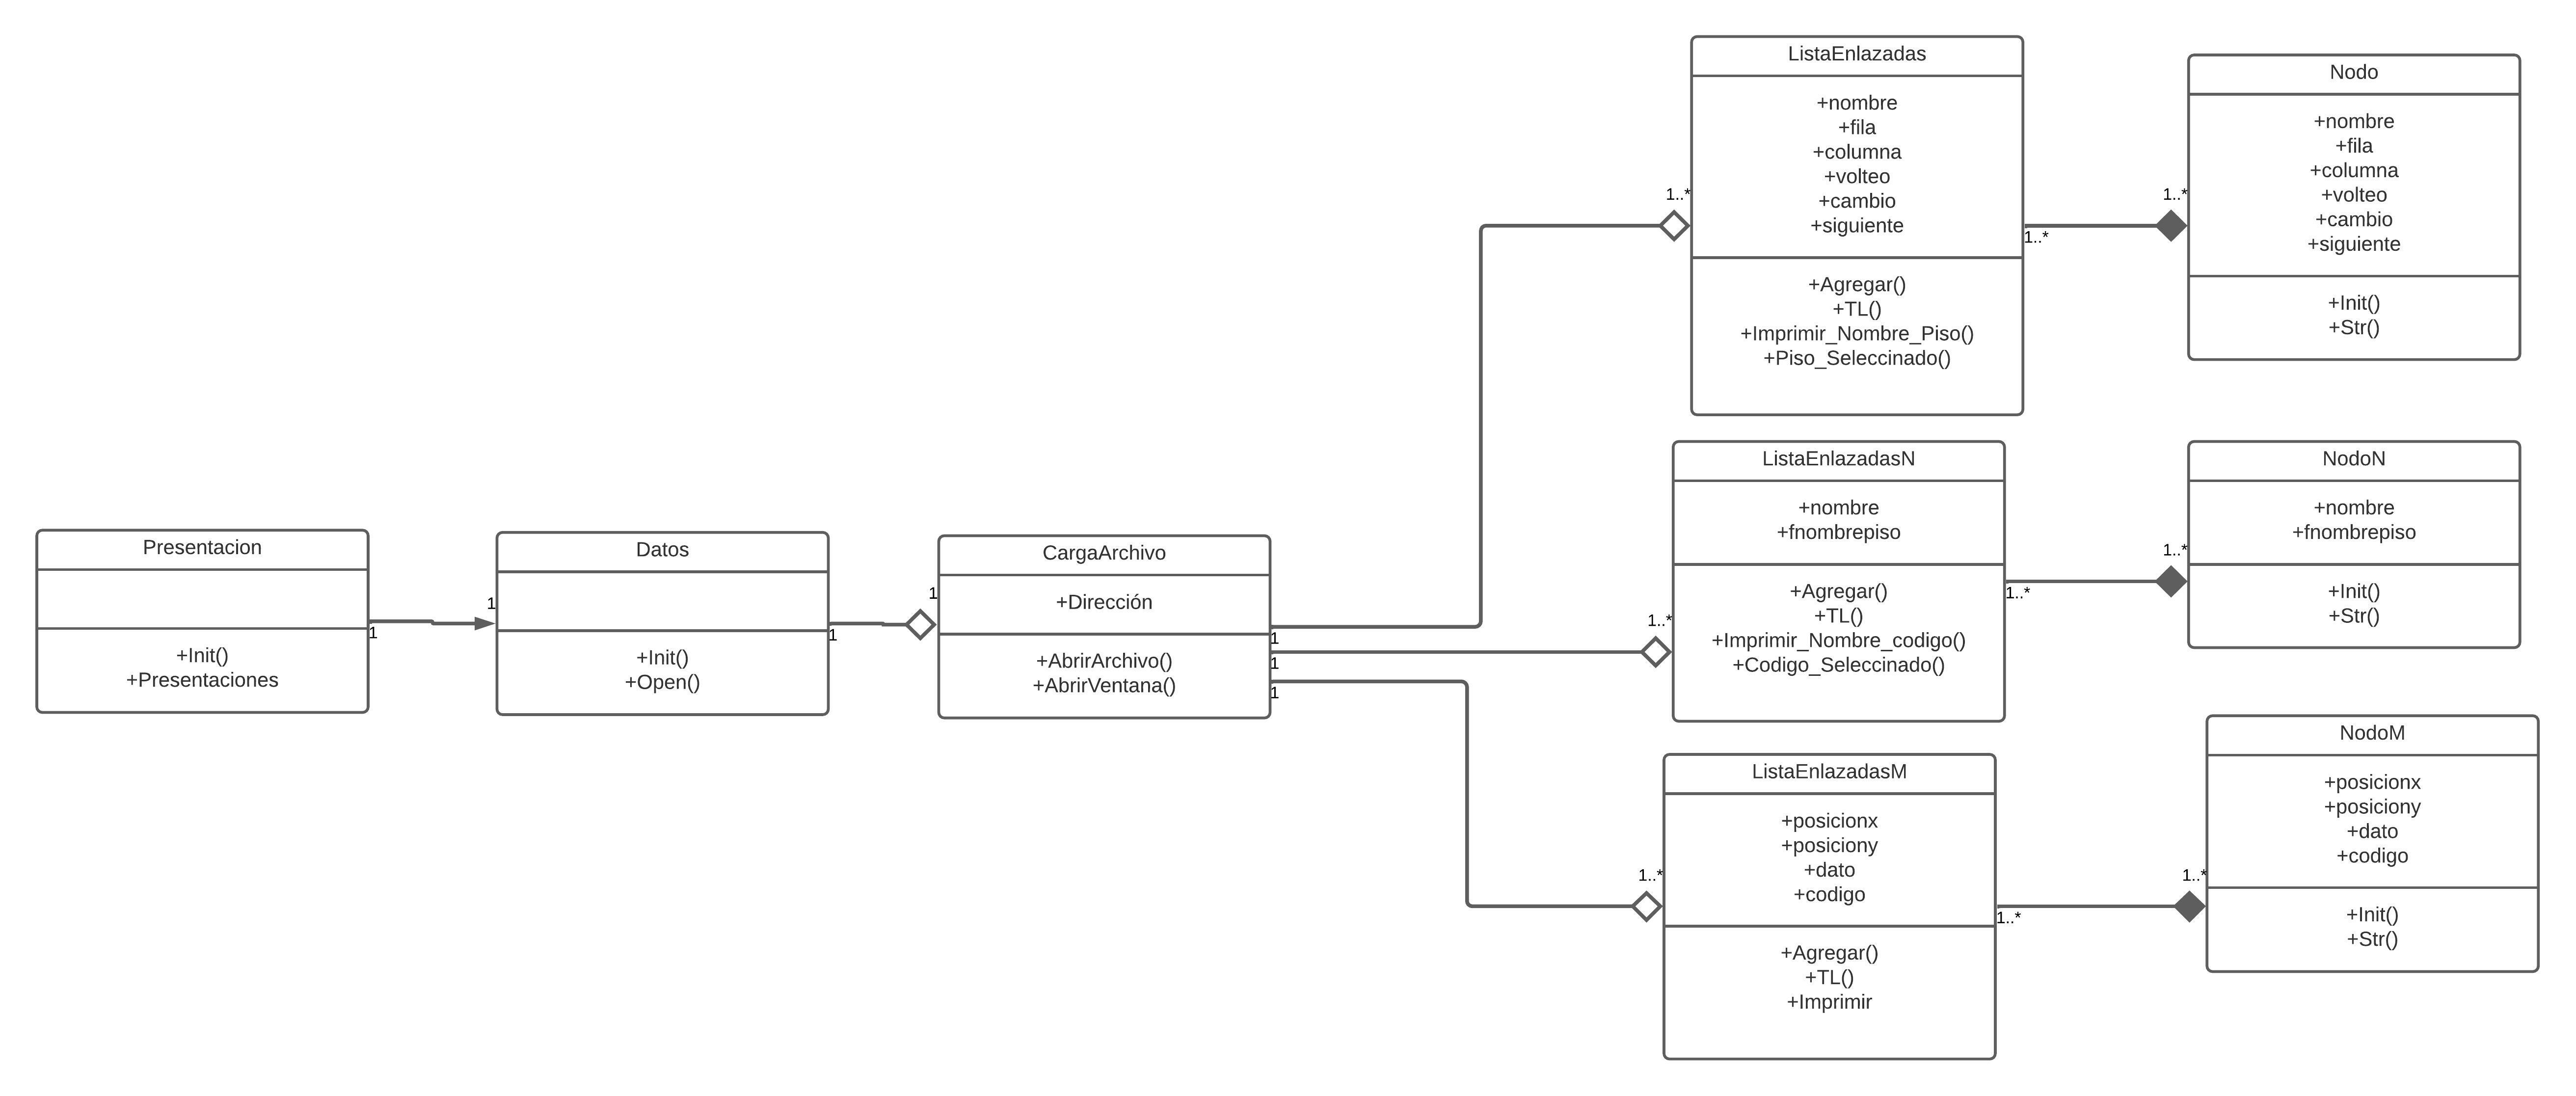 Presentacion
+Init()
+Presentaciones
1
1
Datos
+Init()
+Open()
1
1
CargaArchivo
+Dirección
+AbrirArchivo()
+AbrirVentana()
1
1
1
1..*
ListaEnlazadas
+nombre
+fila
+columna
+volteo
+cambio
+siguiente
+Agregar()
+TL()
+Imprimir_Nombre_Piso()
+Piso_Seleccinado()
1..*
1..*
Nodo
+nombre
+fila
+columna
+volteo
+cambio
+siguiente
+Init()
+Str()
1..*
ListaEnlazadasN
+nombre
+fnombrepiso
+Agregar()
+TL()
+Imprimir_Nombre_codigo()
+Codigo_Seleccinado()
1..*
1..*
NodoN
+nombre
+fnombrepiso
+Init()
+Str()
1..*
ListaEnlazadasM
+posicionx
+posiciony
+dato
+codigo
+Agregar()
+TL()
+Imprimir
1..*
1..*
NodoM
+posicionx
+posiciony
+dato
+codigo
+Init()
+Str()